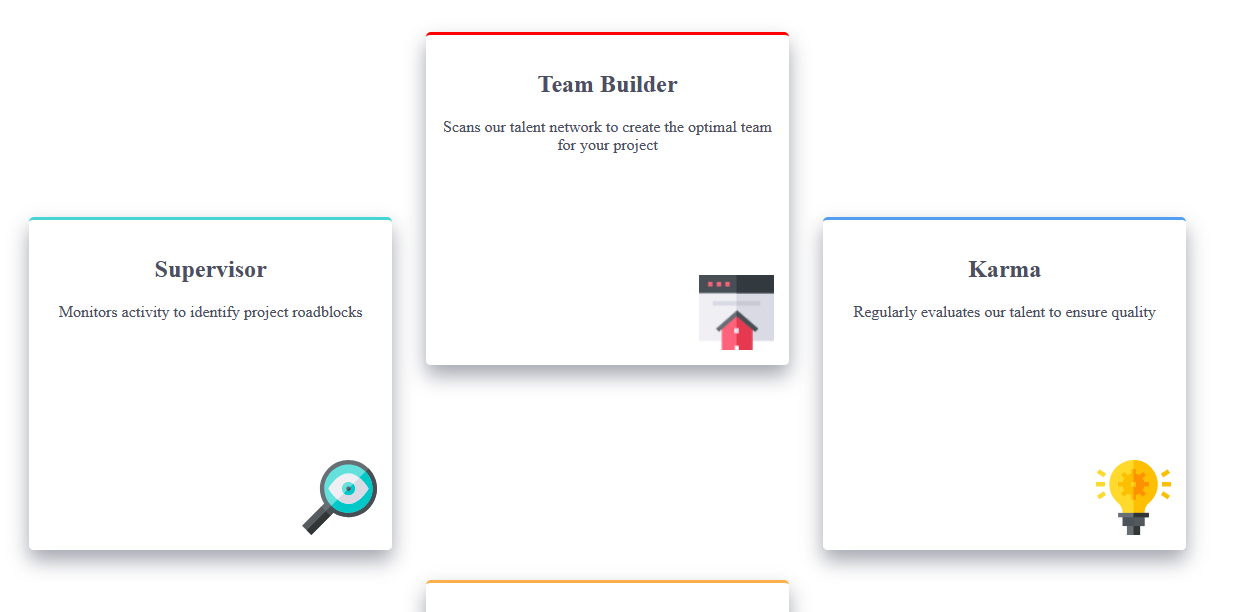 Team Builder
Scans our talent network to create the optimal team
for your project
Supervisor
Monitors activity to identify project roadblocks
Karma
Regularly evaluates our talent to ensure quality